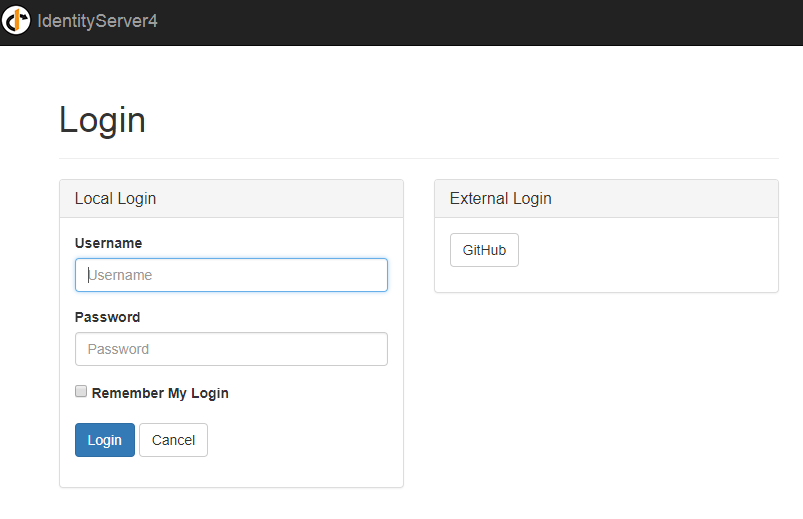 IdentityServer4
Login
Local Login
Username
Username
Password
Password
Remember My Login
Login Cancel
External Login
GitHub